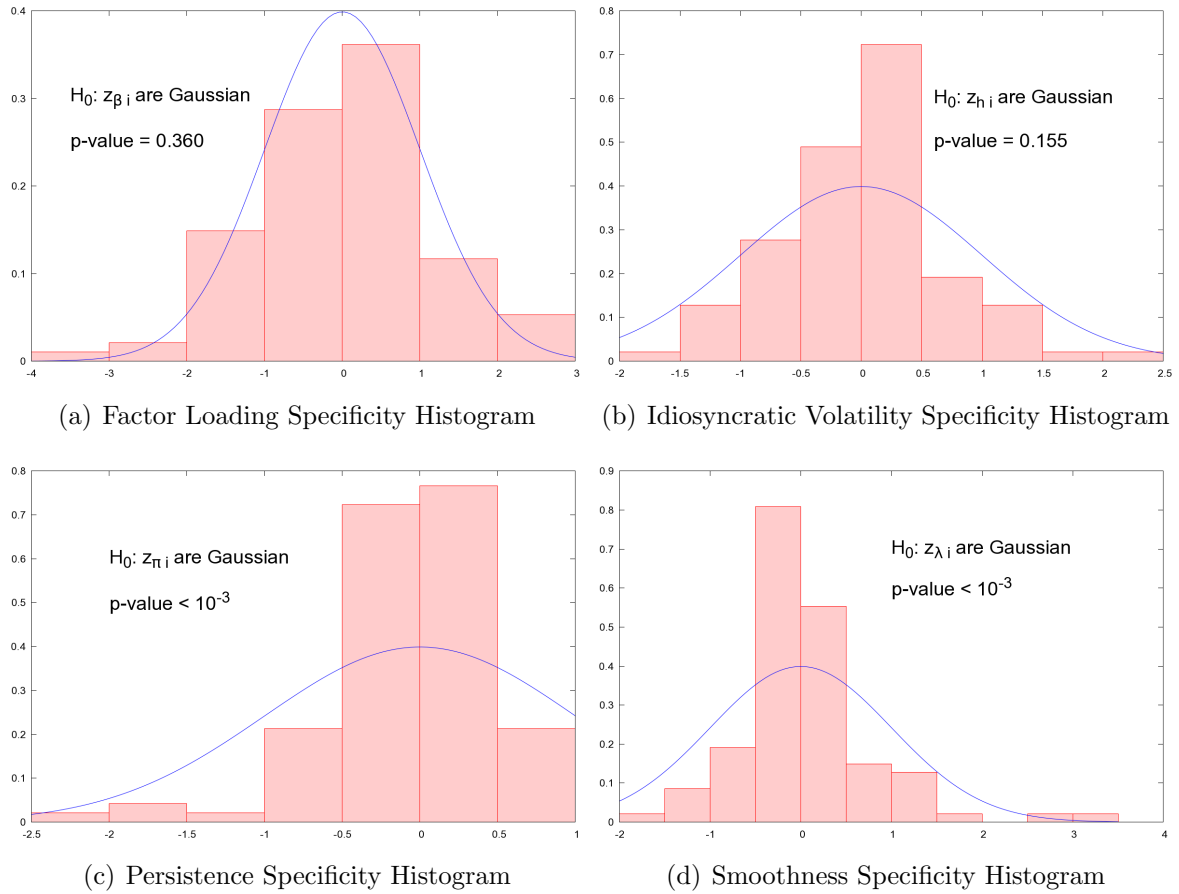 0.4
0.3
0.2
0.1
0
-4 -3 -2 -1 0 1 2 3
H₀: z_β i are Gaussian
p-value = 0.360
(a) Factor Loading Specificity Histogram
0.8
0.7
0.6
0.5
0.4
0.3
0.2
0.1
0
-2 -1.5 -1 -0.5 0 0.5 1 1.5 2 2.5
H₀: z_h i are Gaussian
p-value = 0.155
(b) Idiosyncratic Volatility Specificity Histogram
0.8
0.7
0.6
0.5
0.4
0.3
0.2
0.1
0
-2.5 -2 -1.5 -1 -0.5 0 0.5 1
H₀: z_π i are Gaussian
p-value < 10⁻³
(c) Persistence Specificity Histogram
0.9
0.8
0.7
0.6
0.5
0.4
0.3
0.2
0.1
0
-2 -1 0 1 2 3 4
H₀: z_λ i are Gaussian
p-value < 10⁻³
(d) Smoothness Specificity Histogram